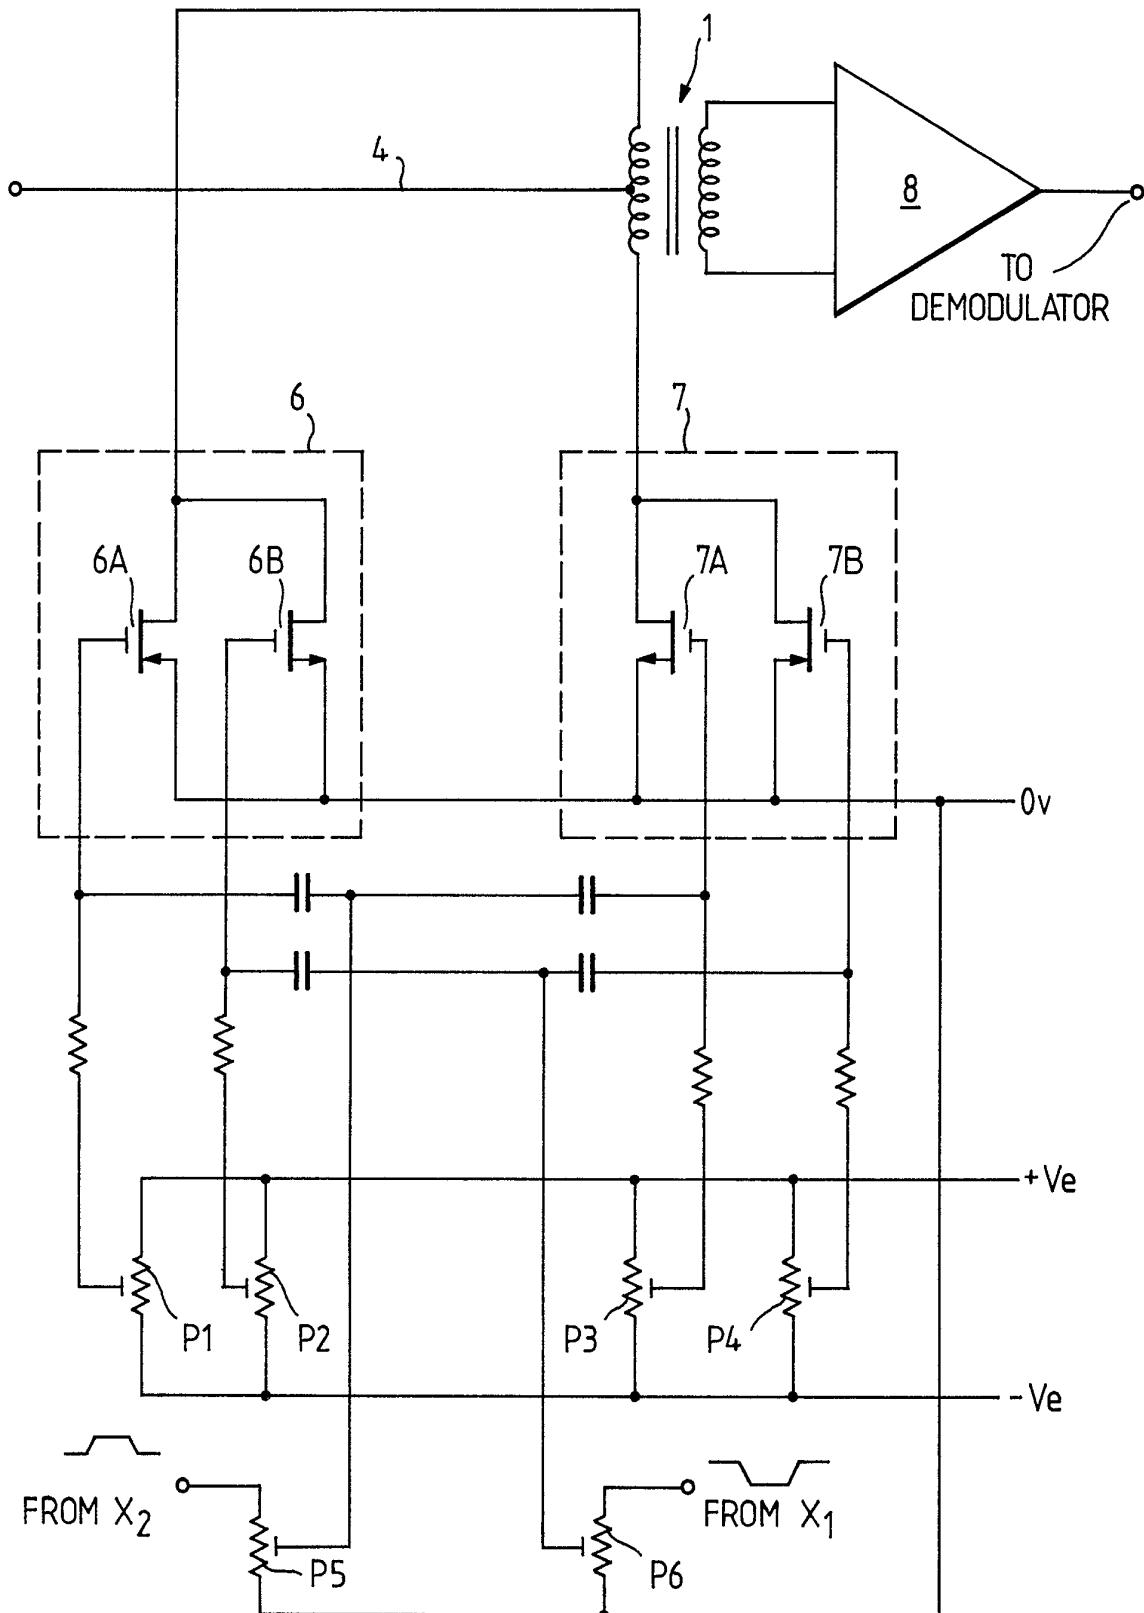 1
4
8
TO
DEMODULATOR
6
7
6A
6B
7A
7B
0v
+Ve
P1
P2
P3
P4
-Ve
FROM X2
FROM X1
P5
P6